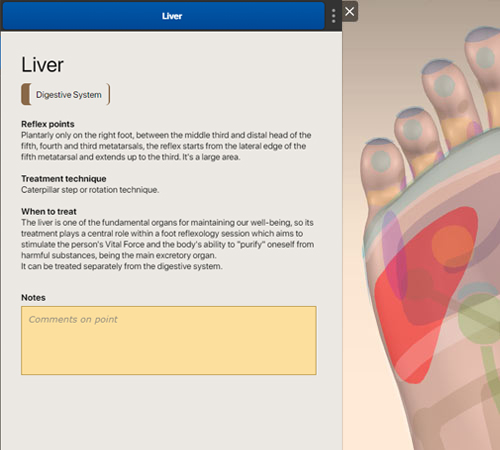 Liver
Liver
Digestive System
Reflex points
Plantarly only on the right foot, between the middle third and distal head of the
fifth, fourth and third metatarsals, the reflex starts from the lateral edge of the
fifth metatarsal and extends up to the third. It's a large area.
Treatment technique
Caterpillar step or rotation technique.
When to treat
The liver is one of the fundamental organs for maintaining our well-being, so its
treatment plays a central role within a foot reflexology session which aims to
stimulate the person's Vital Force and the body's ability to "purify" oneself from
harmful substances, being the main excretory organ.
It can be treated separately from the digestive system.
Notes
Comments on point